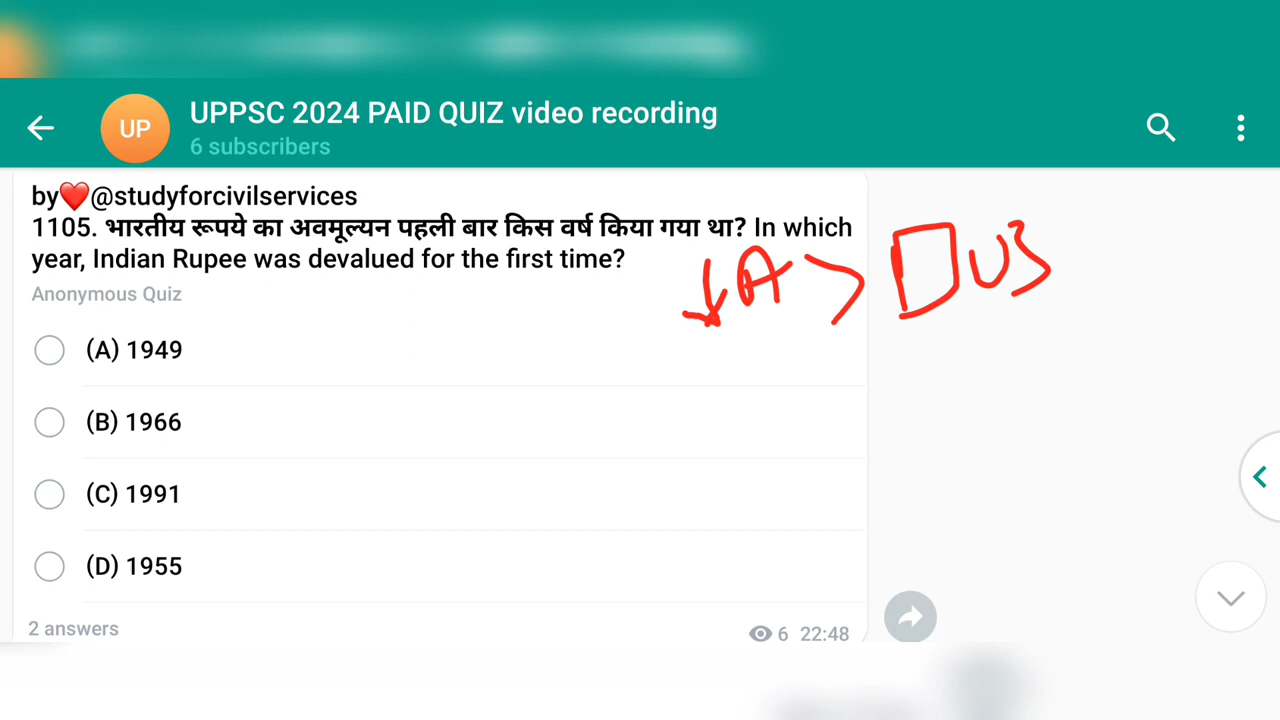 UP
UPPSC 2024 PAID QUIZ video recording
6 subscribers
by❤️@studyforcivilservices
1105. भारतीय रूपये का अवमूल्यन पहली बार किस वर्ष किया गया था? In which
year, Indian Rupee was devalued for the first time?
Anonymous Quiz
(A) 1949
(B) 1966
(C) 1991
(D) 1955
2 answers
6 22:48